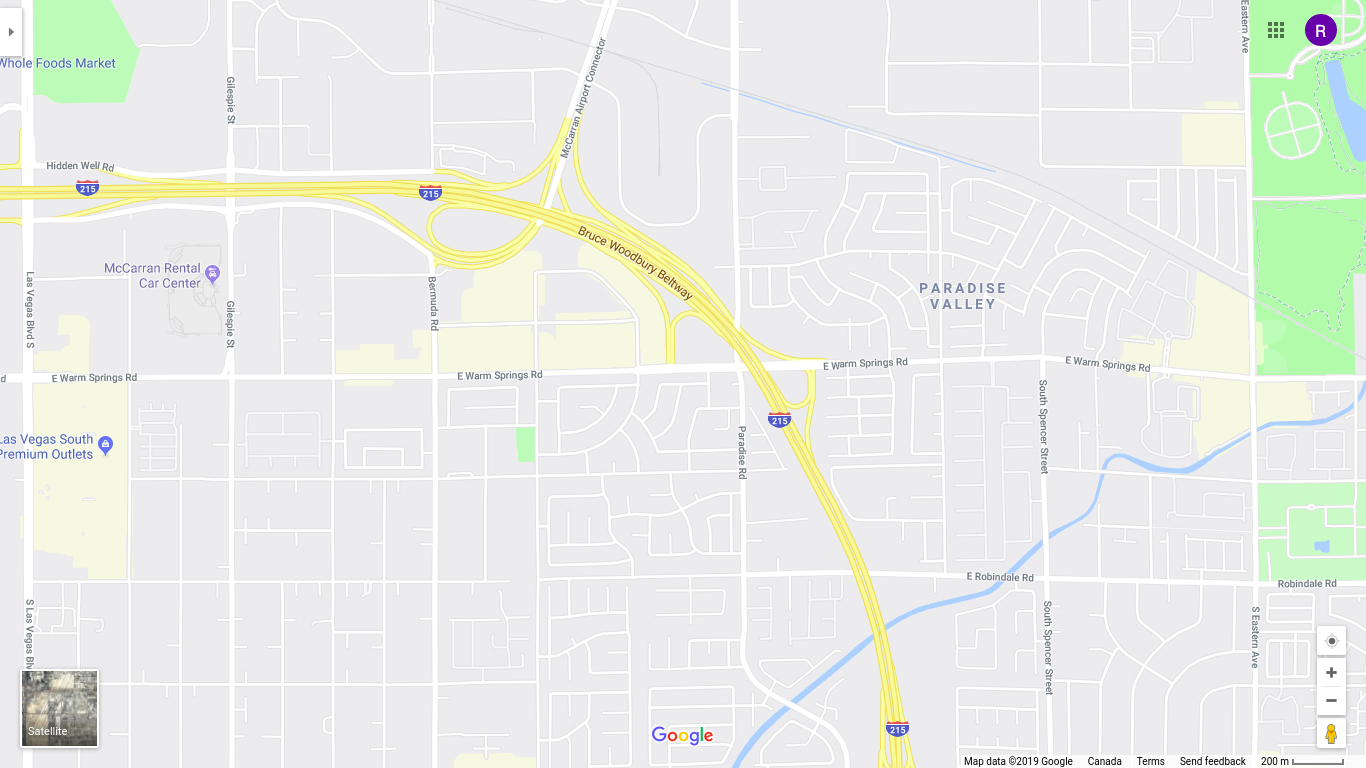 Whole Foods Market
Gilespie St
McCarran Airport Connector
Eastern Ave
R
Hidden Well Rd
215
215
Bruce Woodbury Beltway
McCarran Rental
Car Center
Las Vegas Blvd S
Gilespie St
Bermuda Rd
PARADISE
VALLEY
d
E Warm Springs Rd
E Warm Springs Rd
E Warm Springs Rd
E Warm Springs Rd
215
Las Vegas South
Premium Outlets
Paradise Rd
South Spencer Street
E Robindale Rd
Robindale Rd
S Las Vegas Blv
South Spencer Street
S Eastern Ave
Satellite
Google
215
Map data ©2019 Google
Canada
Terms
Send feedback
200 m